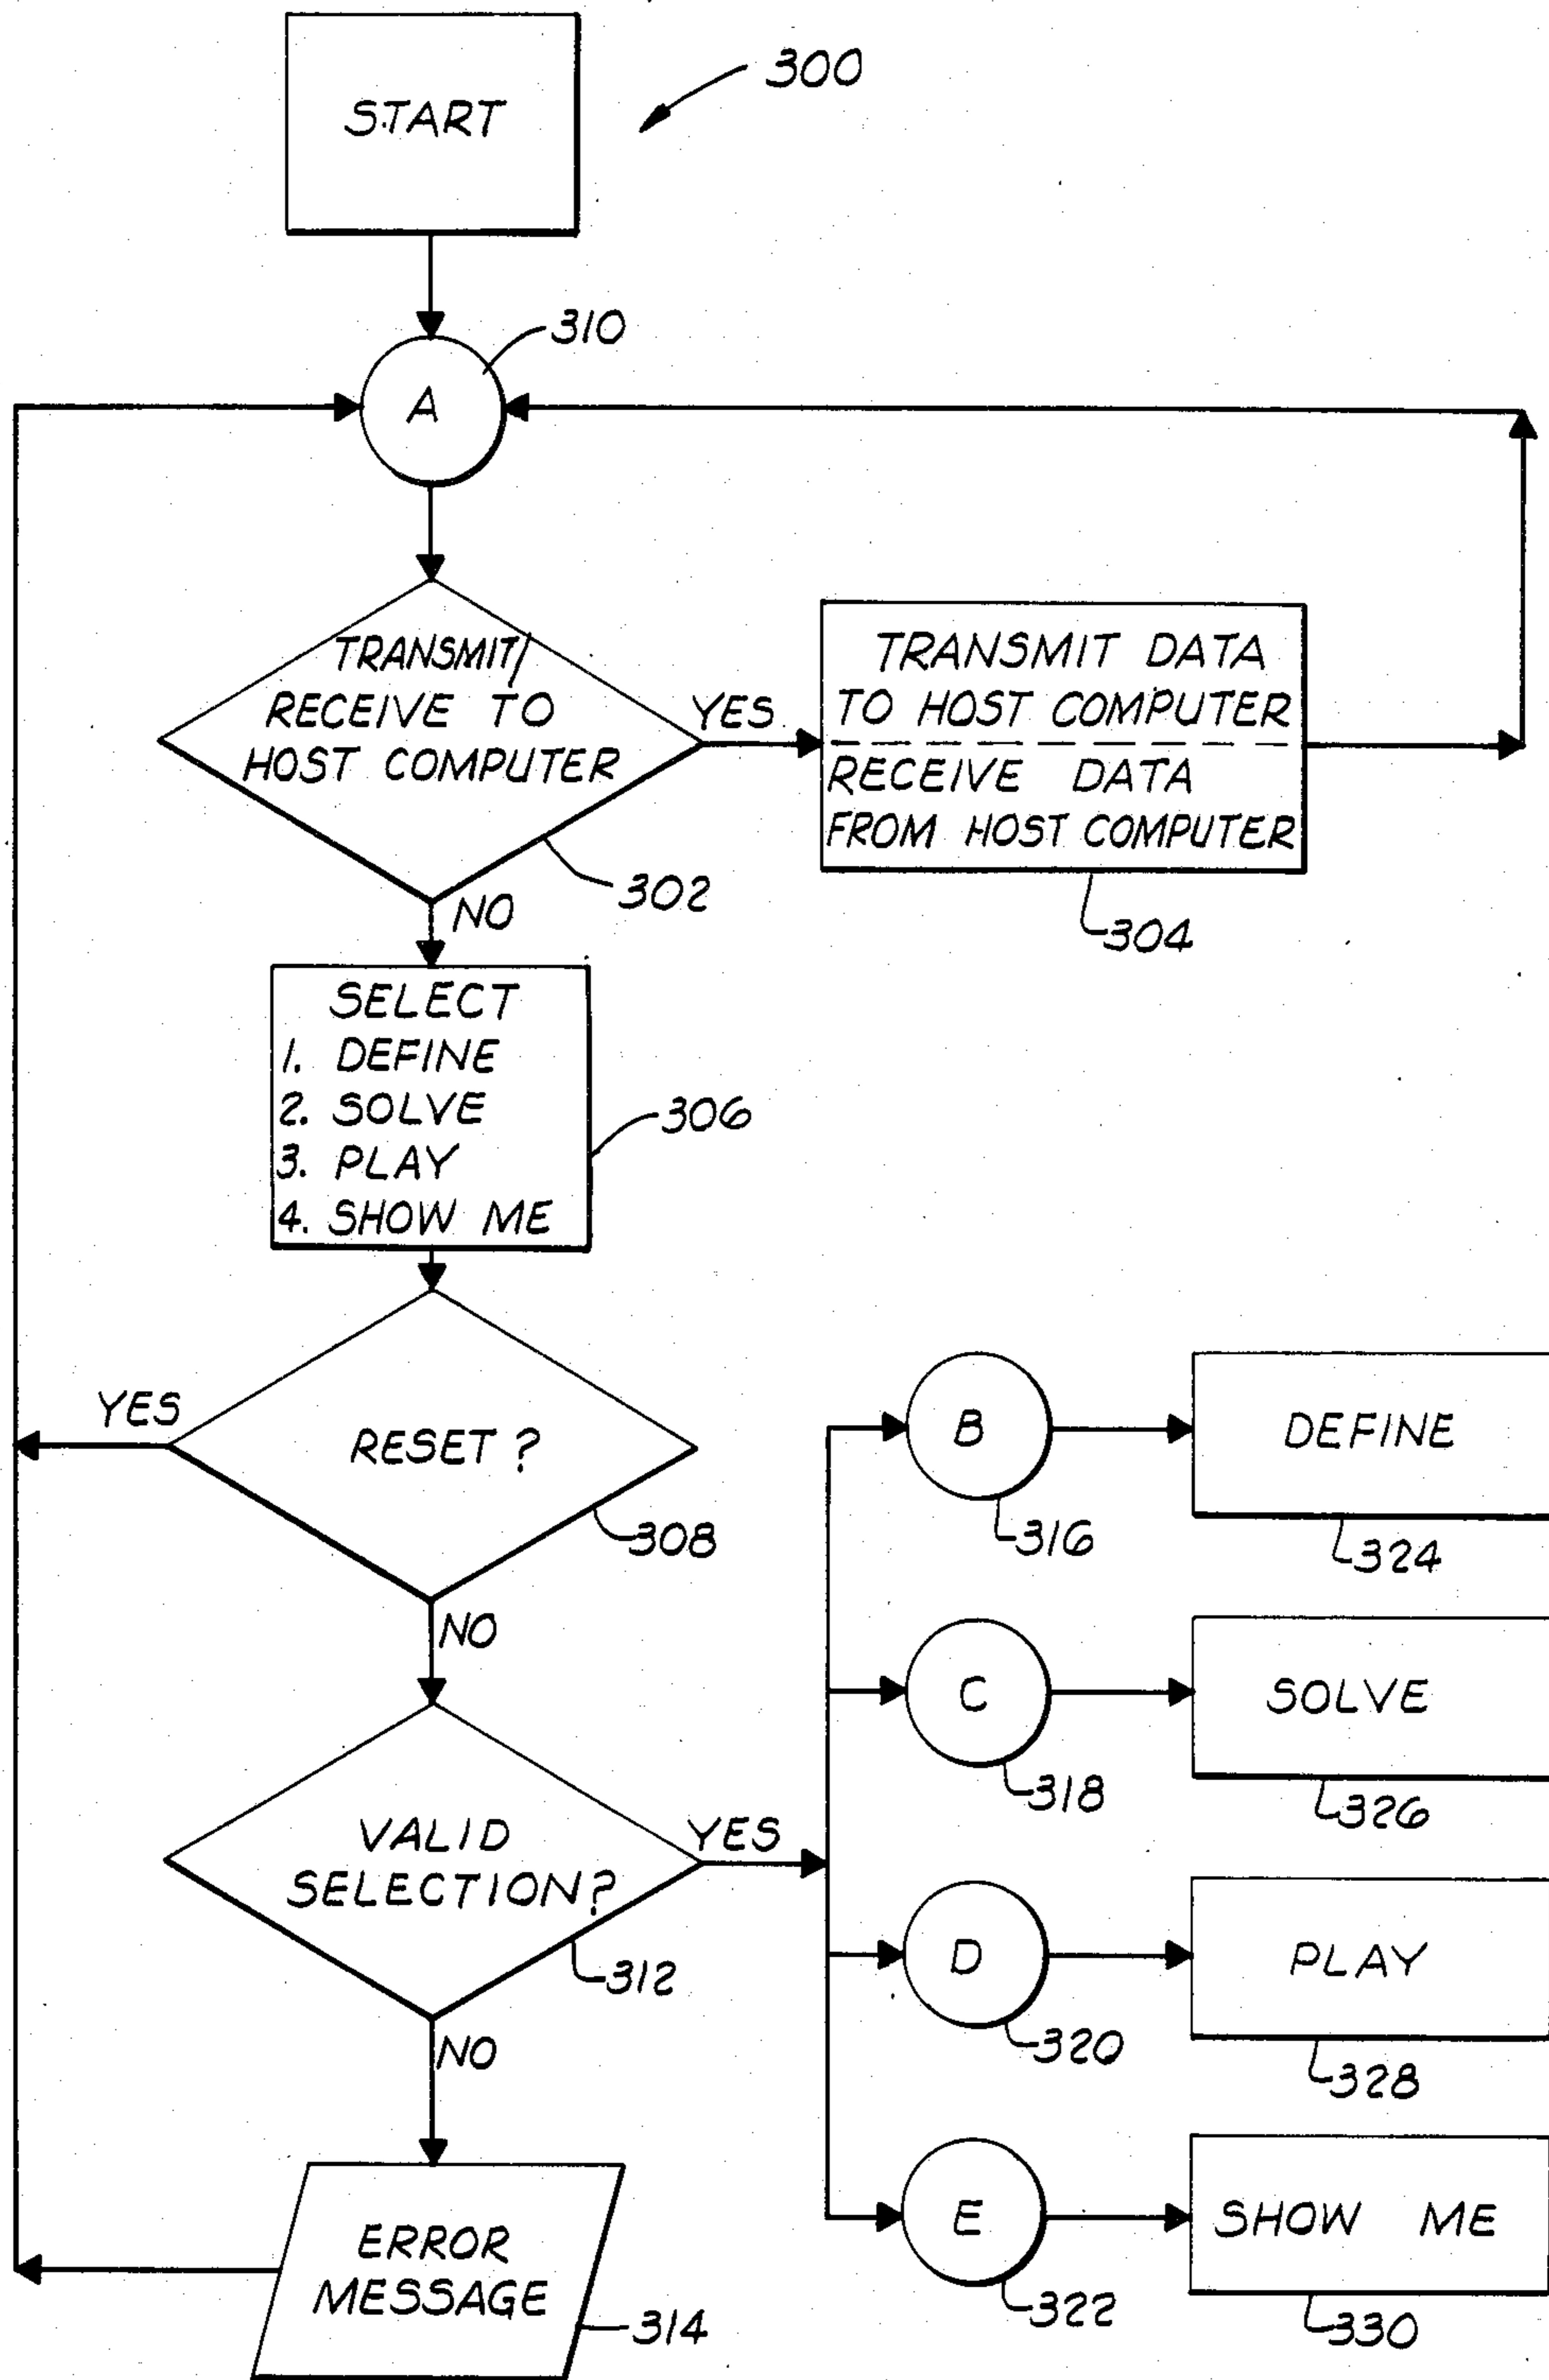 START
300
310
A
TRANSMIT/
RECEIVE TO
HOST COMPUTER
YES
302
NO
TRANSMIT DATA
TO HOST COMPUTER
RECEIVE DATA
FROM HOST COMPUTER
304
SELECT
1. DEFINE
2. SOLVE
3. PLAY
4. SHOW ME
306
YES
RESET ?
308
NO
VALID
SELECTION?
YES
312
NO
ERROR
MESSAGE
314
B
316
DEFINE
324
C
318
SOLVE
326
D
320
PLAY
328
E
322
SHOW ME
330